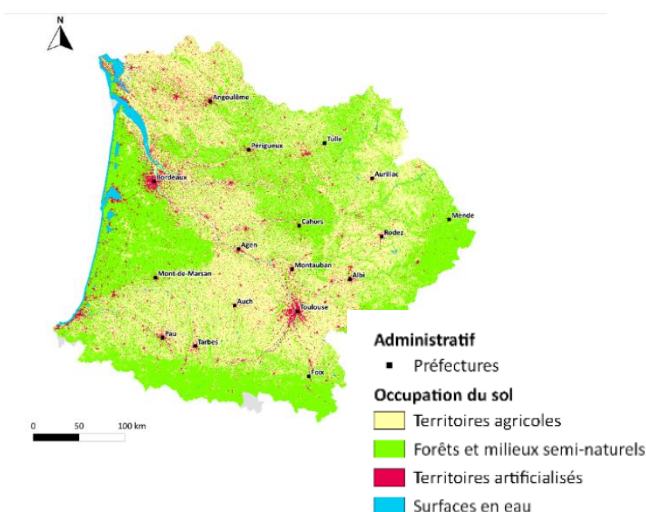 N
Angoulême
Périgueux
Tulle
Bordeaux
Aurillac
Mende
Cahors
Rodez
Agen
Montauban
Mont-de-Marsan
Albi
Auch
Toulouse
Pau
Tarbes
Foix
Administratif
Préfectures
Occupation du sol
Territoires agricoles
Forêts et milieux semi-naturels
Territoires artificialisés
Surfaces en eau
0 50 100 km